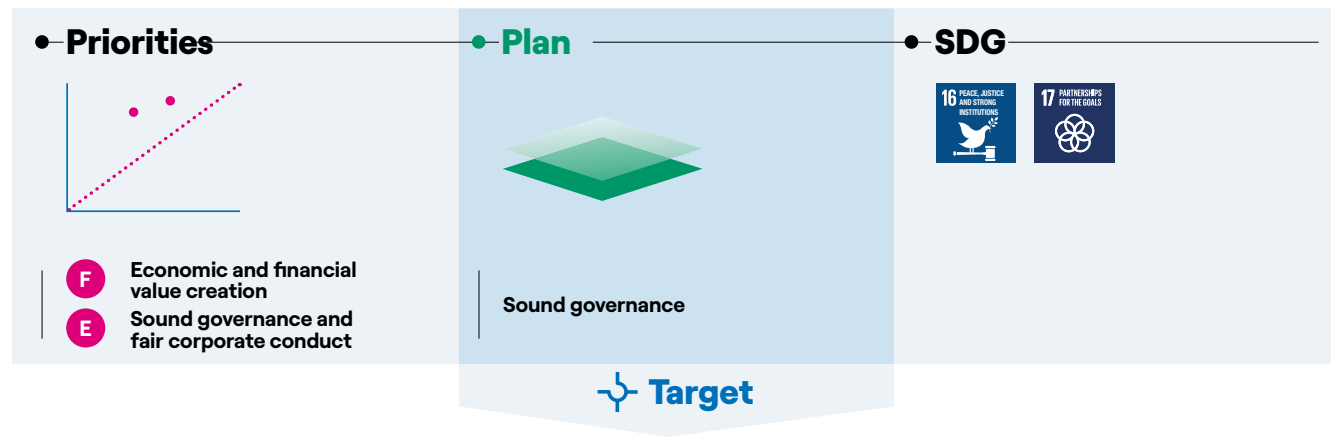 Priorities
Plan
SDG
16 PEACE, JUSTICE
AND STRONG
INSTITUTIONS
17 PARTNERSHIPS
FOR THE GOALS
F Economic and financial
value creation
E Sound governance and
fair corporate conduct
Sound governance
Target